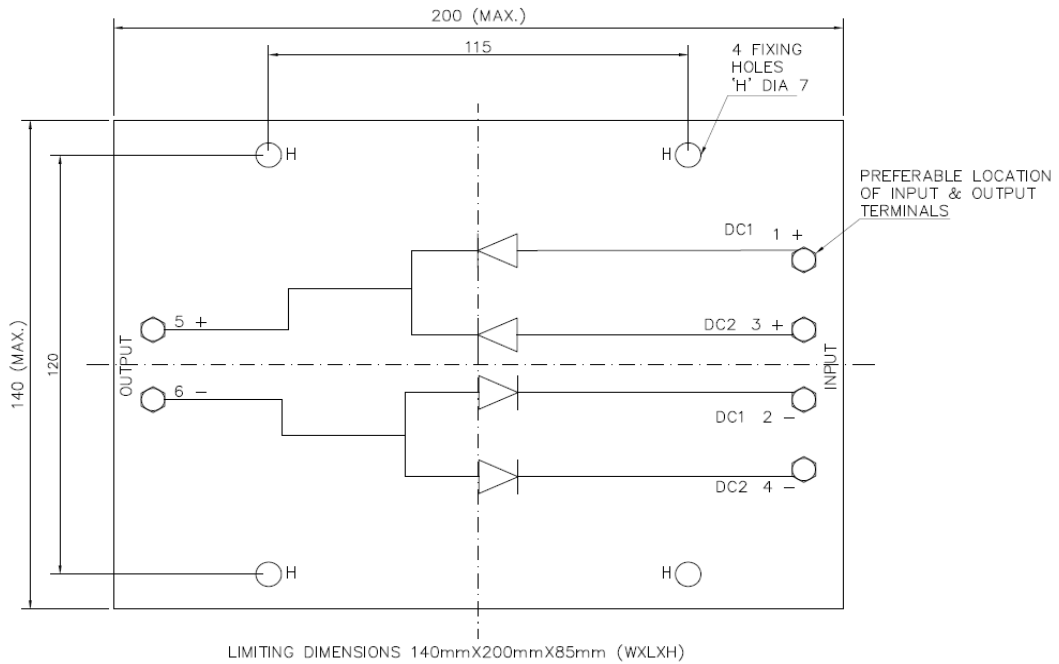 200 (MAX.)
115
4 FIXING
HOLES
'H' DIA 7
H
H
PREFERABLE LOCATION
OF INPUT & OUTPUT
TERMINALS
DC1 1 +
5 +
DC2 3 +
140 (MAX.)
120
OUTPUT
INPUT
6 -
DC1 2 -
DC2 4 -
H
H
LIMITING DIMENSIONS 140mmX200mmX85mm (WXLXH)